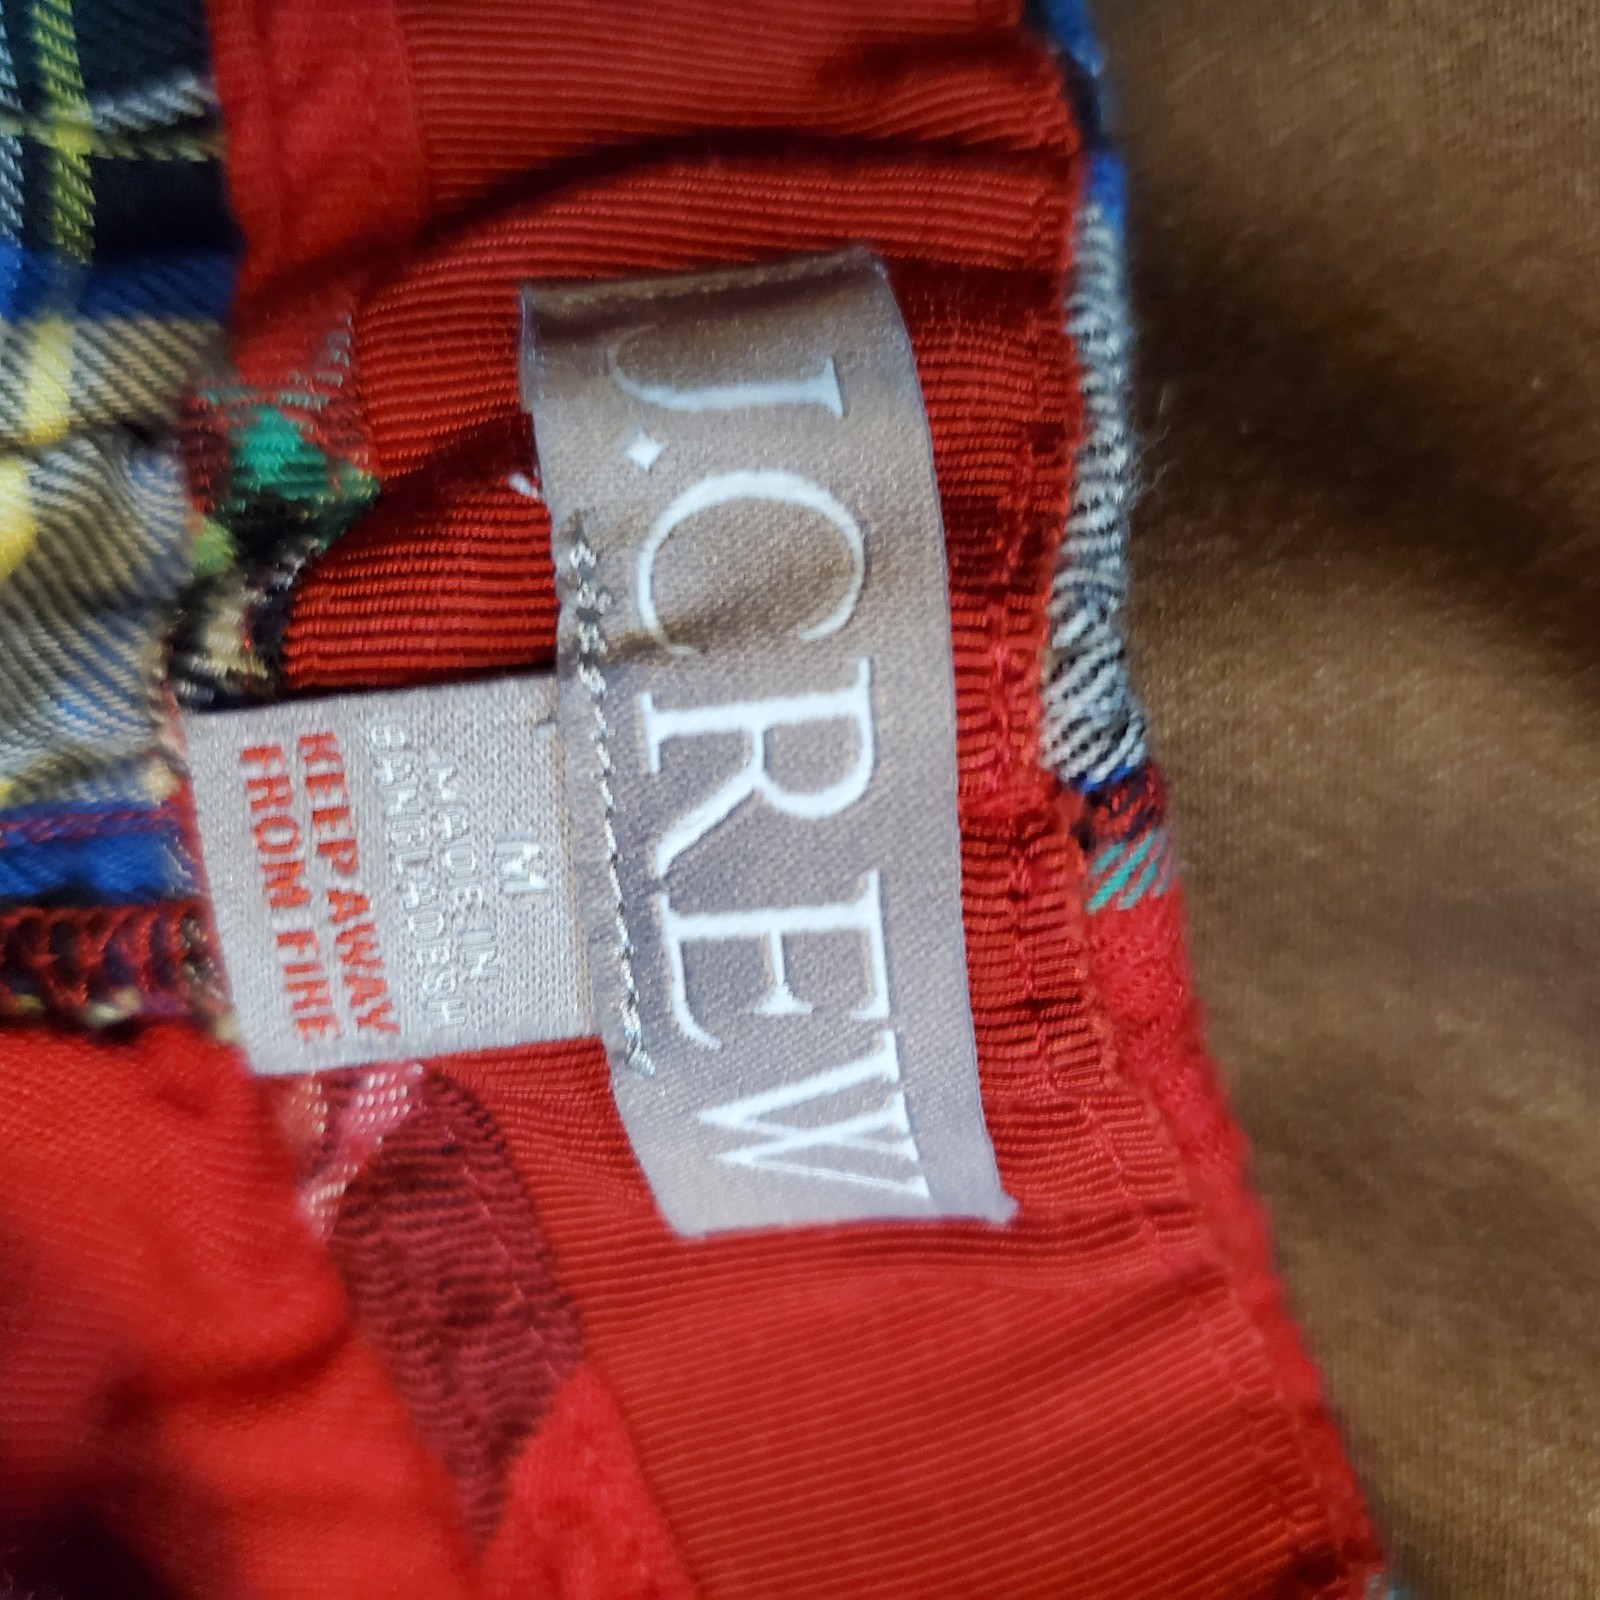 J.CREW
M
MADE IN
BANGLADESH
KEEP AWAY
FROM FIRE